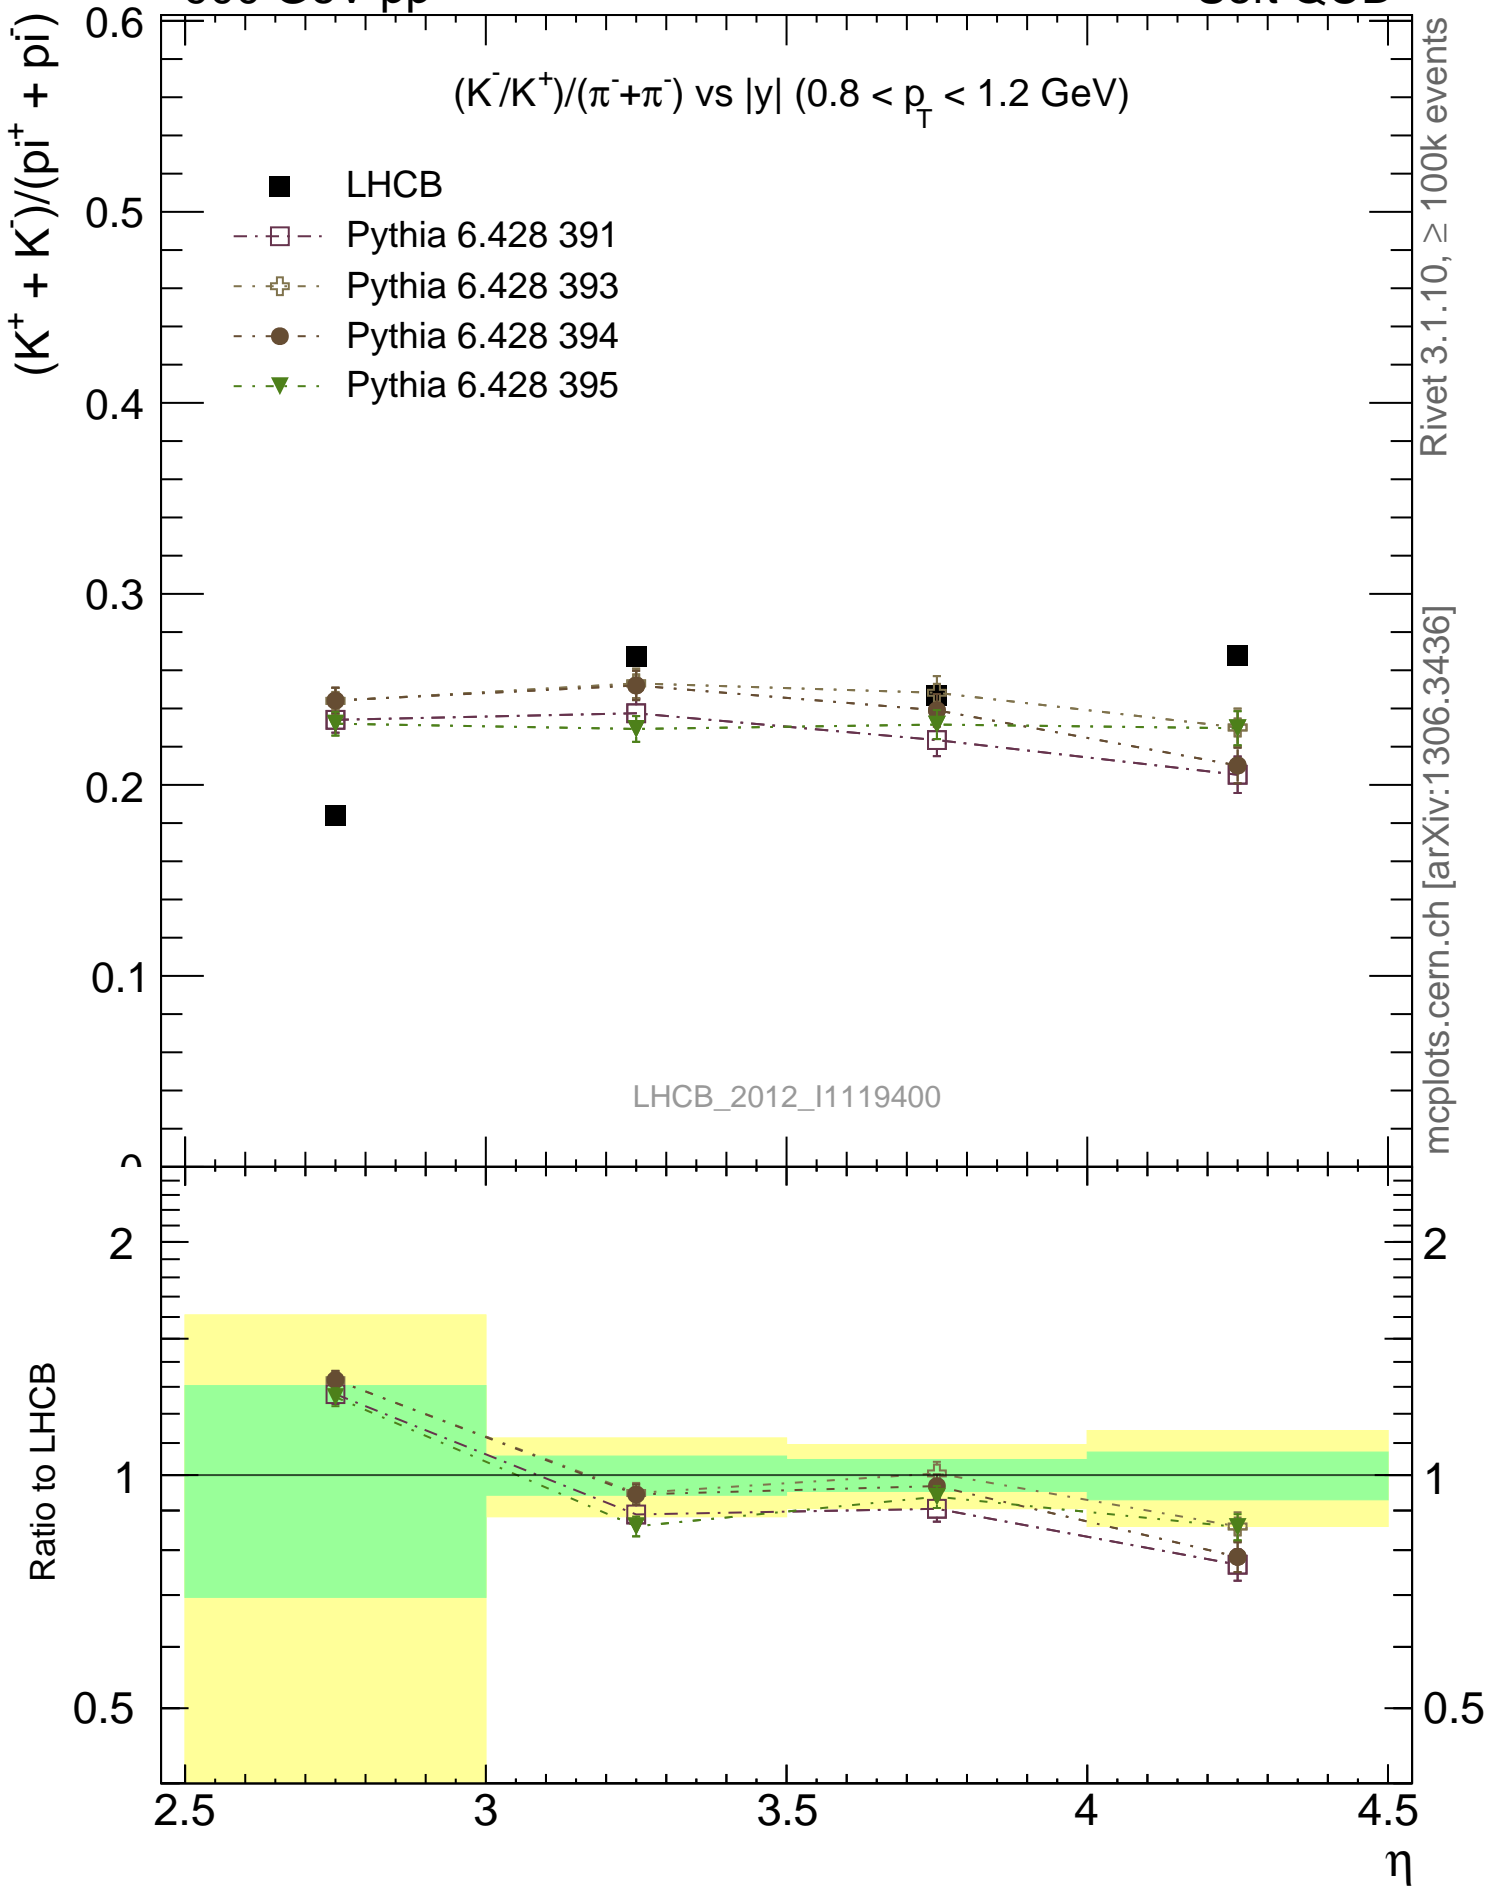 (K⁻/K⁺)/(π⁻+π⁻) vs |y| (0.8 < p_T < 1.2 GeV)
(K⁺ + K⁻)/(pi⁺ + pi⁻)
LHCB
Pythia 6.428 391
Pythia 6.428 393
Pythia 6.428 394
Pythia 6.428 395
0.6
0.5
0.4
0.3
0.2
0.1
0
LHCB_2012_I1119400
Rivet 3.1.10, ≥ 100k events
mcplots.cern.ch [arXiv:1306.3436]
Ratio to LHCB
2
1
0.5
2
1
0.5
2.5 3 3.5 4 4.5
η